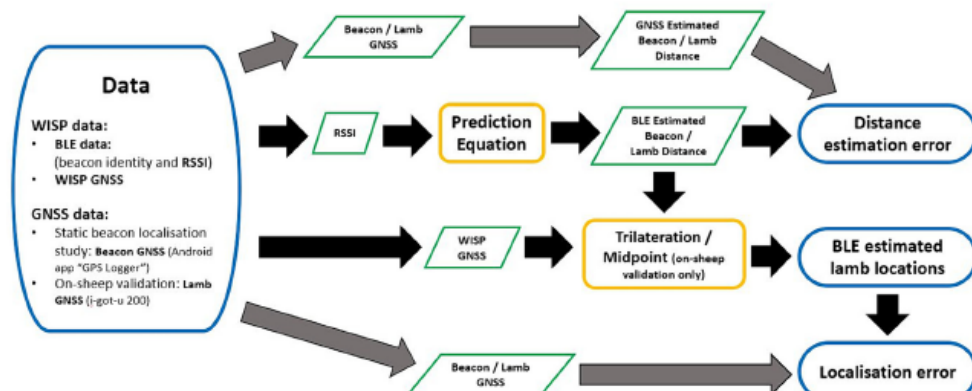 Data
WISP data:
• BLE data:
(beacon identity and RSSI)
• WISP GNSS
GNSS data:
• Static beacon localisation
study: Beacon GNSS (Android
app "GPS Logger")
• On-sheep validation: Lamb
GNSS (i-got-u 200)
Beacon / Lamb
GNSS
GNSS Estimated
Beacon / Lamb
Distance
RSSI
Prediction
Equation
BLE Estimated
Beacon /
Lamb Distance
Distance
estimation error
WISP
GNSS
Trilateration /
Midpoint (on-sheep
validation only)
BLE estimated
lamb locations
Beacon / Lamb
GNSS
Localisation error